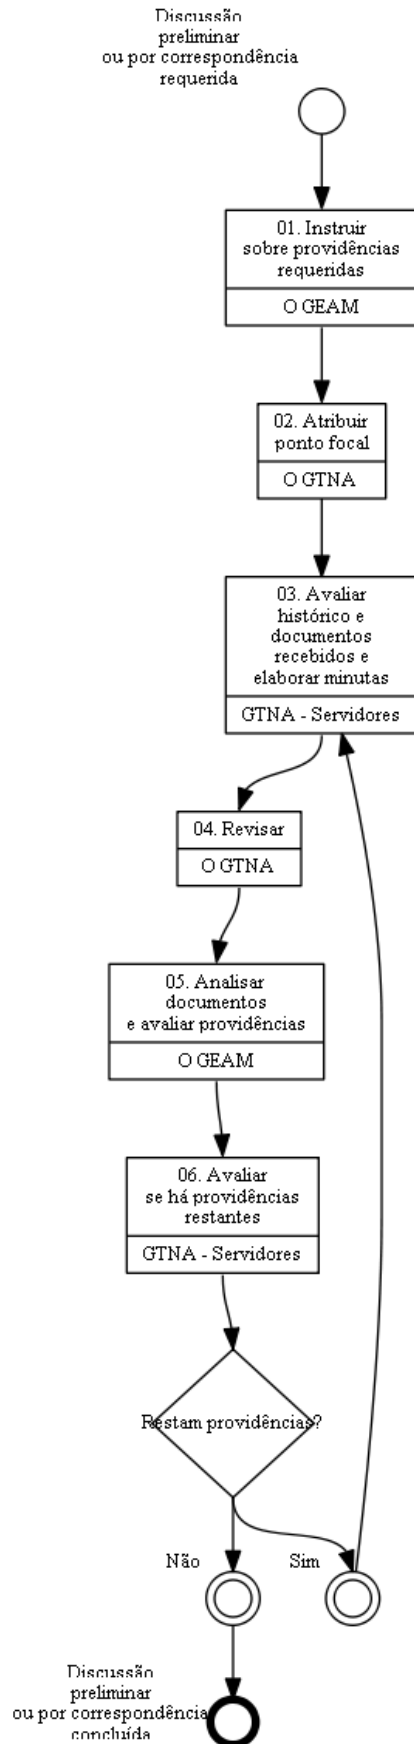 Discussão
preliminar
ou por correspondência
requerida
01. Instruir
sobre providências
requeridas
O GEAM
02. Atribuir
ponto focal
O GTNA
03. Avaliar
histórico e
documentos
recebidos e
elaborar minutas
GTNA - Servidores
04. Revisar
O GTNA
05. Analisar
documentos
e avaliar providências
O GEAM
06. Avaliar
se há providências
restantes
GTNA - Servidores
Restam providências?
Não
Sim
Discussão
preliminar
ou por correspondência
concluída